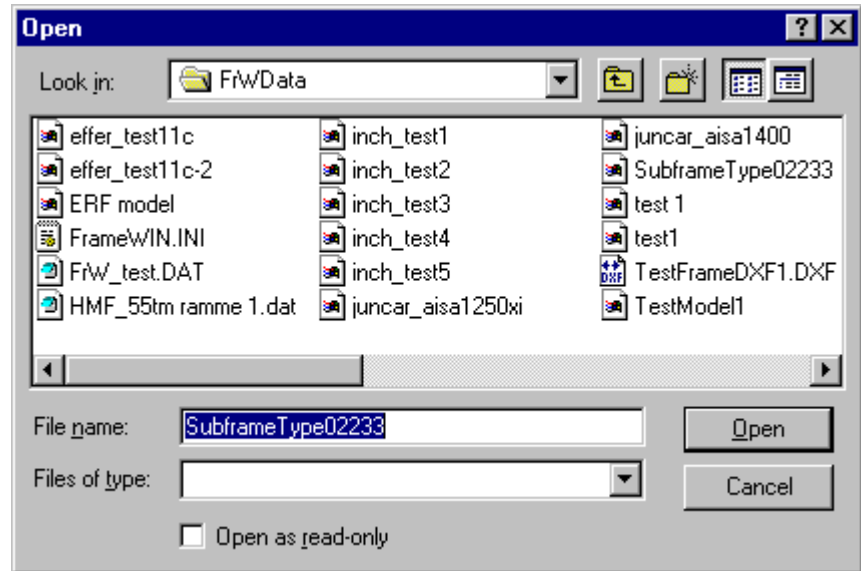 Open
Look in: FrWData
effer_test11c
effer_test11c-2
ERF model
FrameWIN.INI
FrW_test.DAT
HMF_55tm ramme 1.dat
inch_test1
inch_test2
inch_test3
inch_test4
inch_test5
juncar_aisa1250xi
juncar_aisa1400
SubframeType02233
test 1
test1
DXF TestFrameDXF1.DXF
TestModel1
File name: SubframeType02233 Open
Files of type: Cancel
Open as read-only